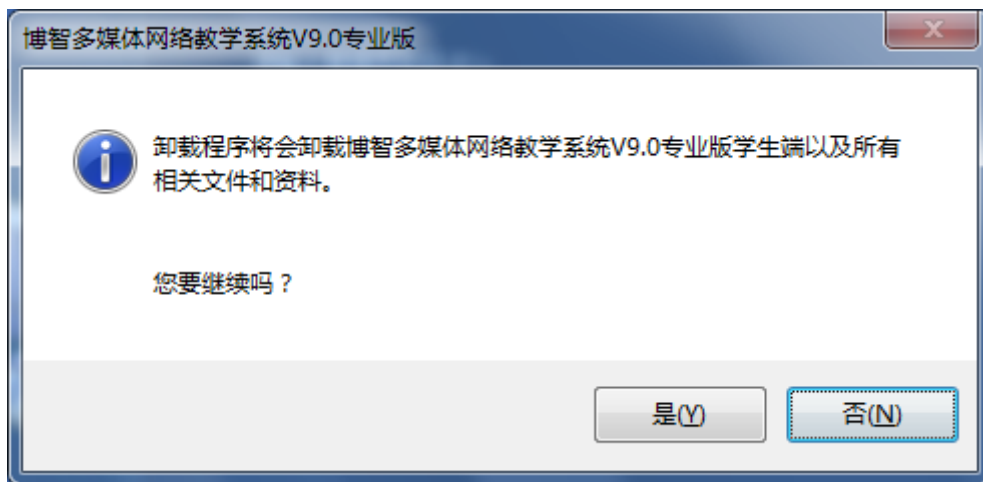 博智多媒体网络教学系统V9.0专业版
卸载程序将会卸载博智多媒体网络教学系统V9.0专业版学生端以及所有
相关文件和资料。
您要继续吗？
是(Y)
否(N)